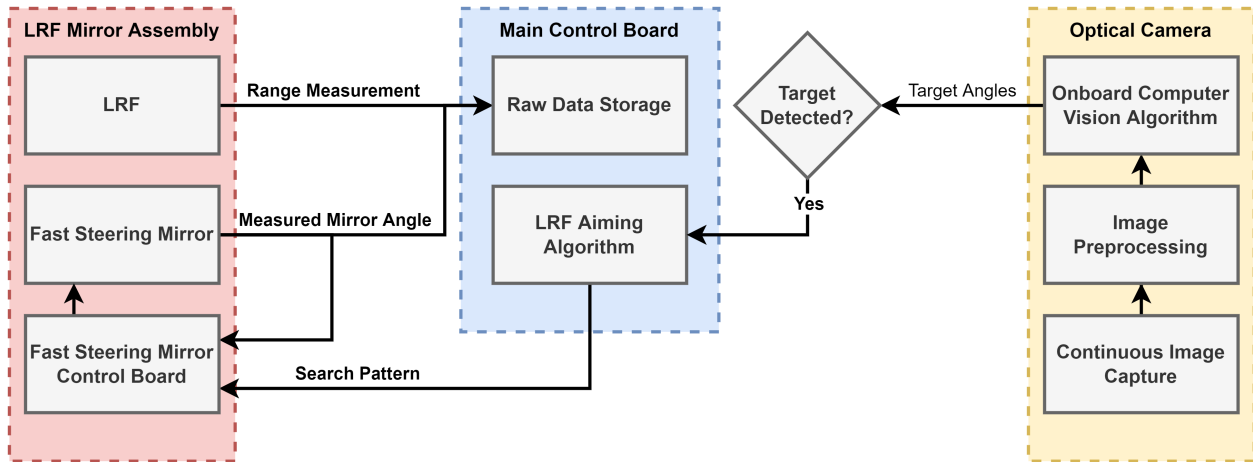 LRF Mirror Assembly
LRF
Fast Steering Mirror
Fast Steering Mirror
Control Board
Range Measurement
Measured Mirror Angle
Search Pattern
Main Control Board
Raw Data Storage
LRF Aiming
Algorithm
Target
Detected?
Yes
Target Angles
Optical Camera
Onboard Computer
Vision Algorithm
Image
Preprocessing
Continuous Image
Capture